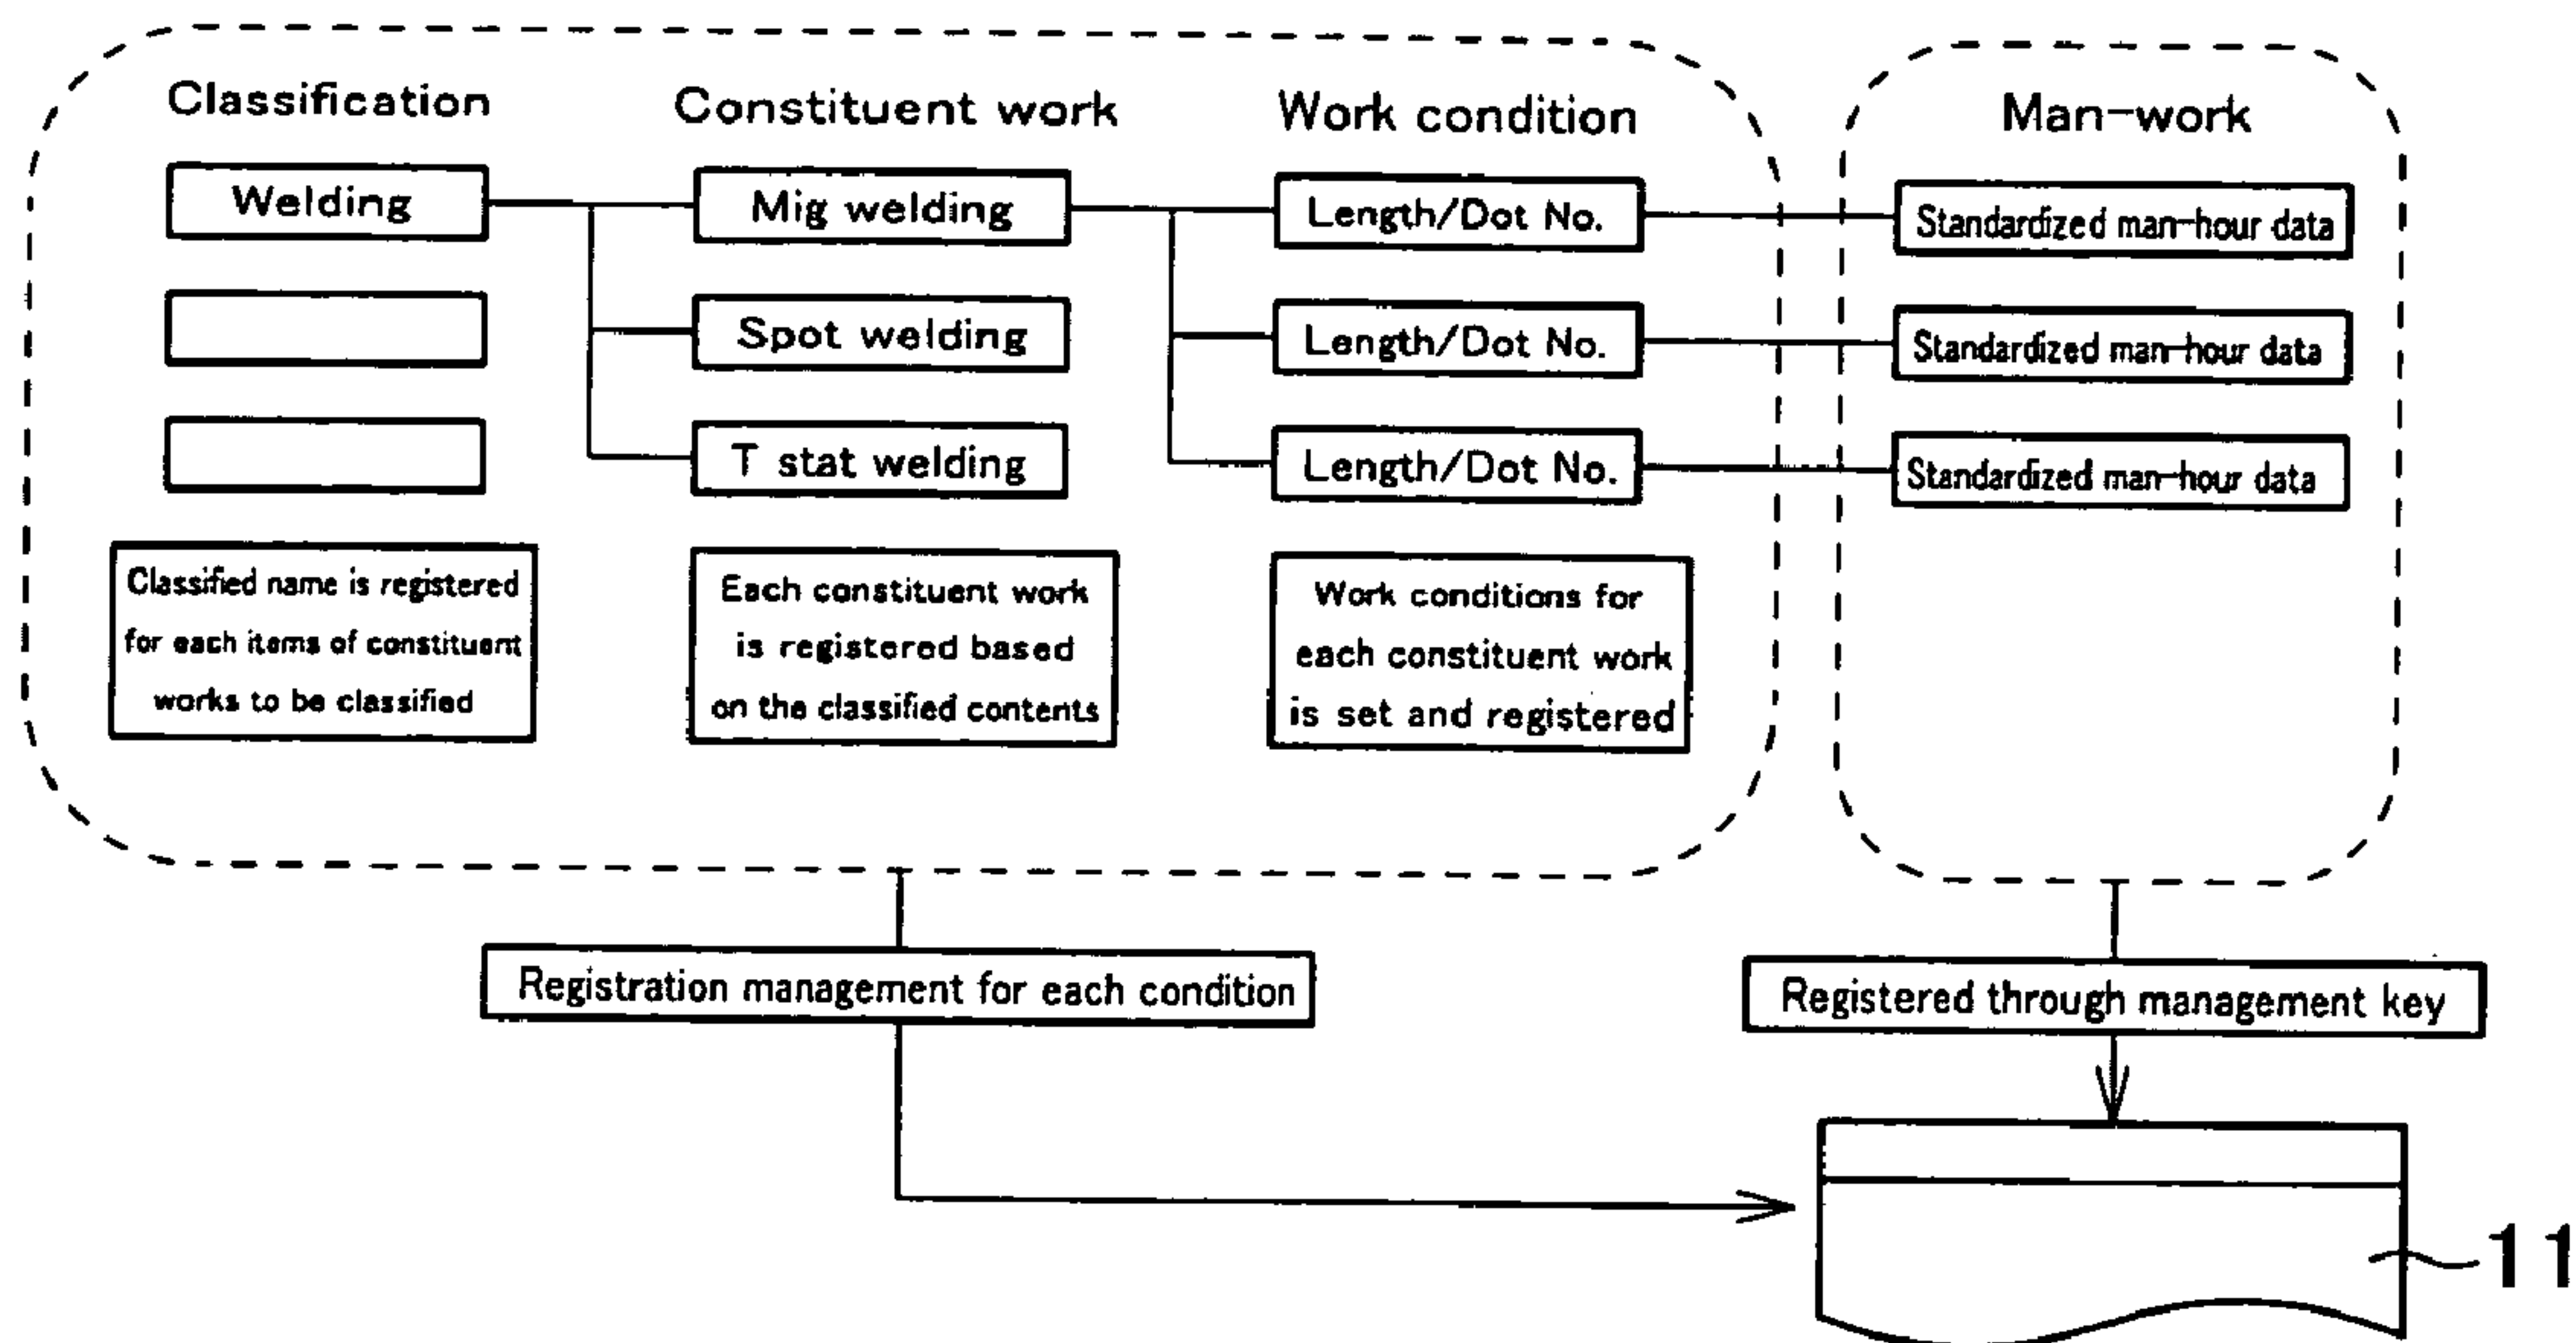 Classification
Constituent work
Work condition
Man-work
Welding
Mig welding
Length/Dot No.
Standardized man-hour data
Spot welding
Length/Dot No.
Standardized man-hour data
T stat welding
Length/Dot No.
Standardized man-hour data
Classified name is registered
for each items of constituent
works to be classified
Each constituent work
is registered based
on the classified contents
Work conditions for
each constituent work
is set and registered
Registration management for each condition
Registered through management key
11